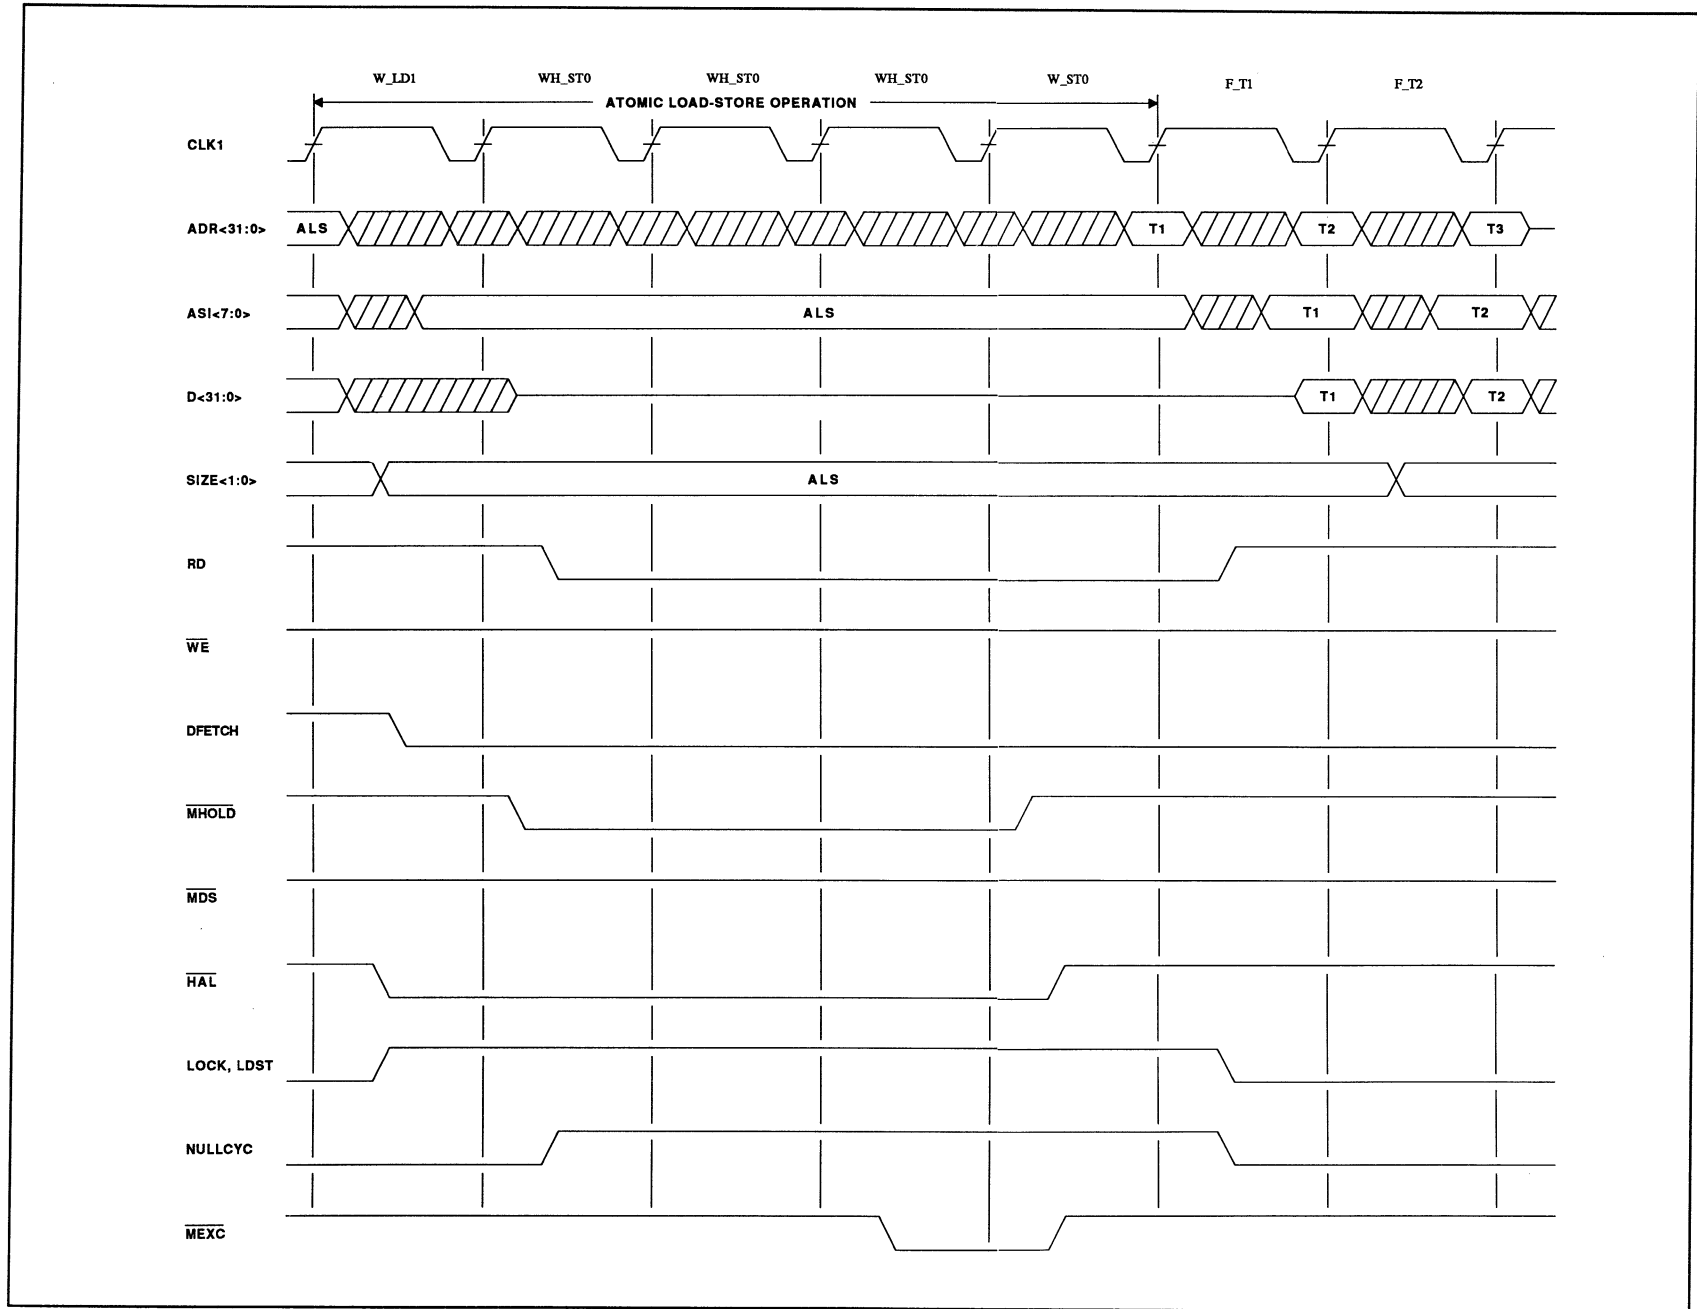 W_LD1 WH_ST0 WH_ST0 WH_ST0 W_ST0 F_T1 F_T2
ATOMIC LOAD-STORE OPERATION
CLK1
ADR<31:0> ALS T1 T2 T3
ASI<7:0> ALS T1 T2
D<31:0> T1 T2
SIZE<1:0> ALS
RD
WE
DFETCH
MHOLD
MDS
HAL
LOCK, LDST
NULLCYC
MEXC